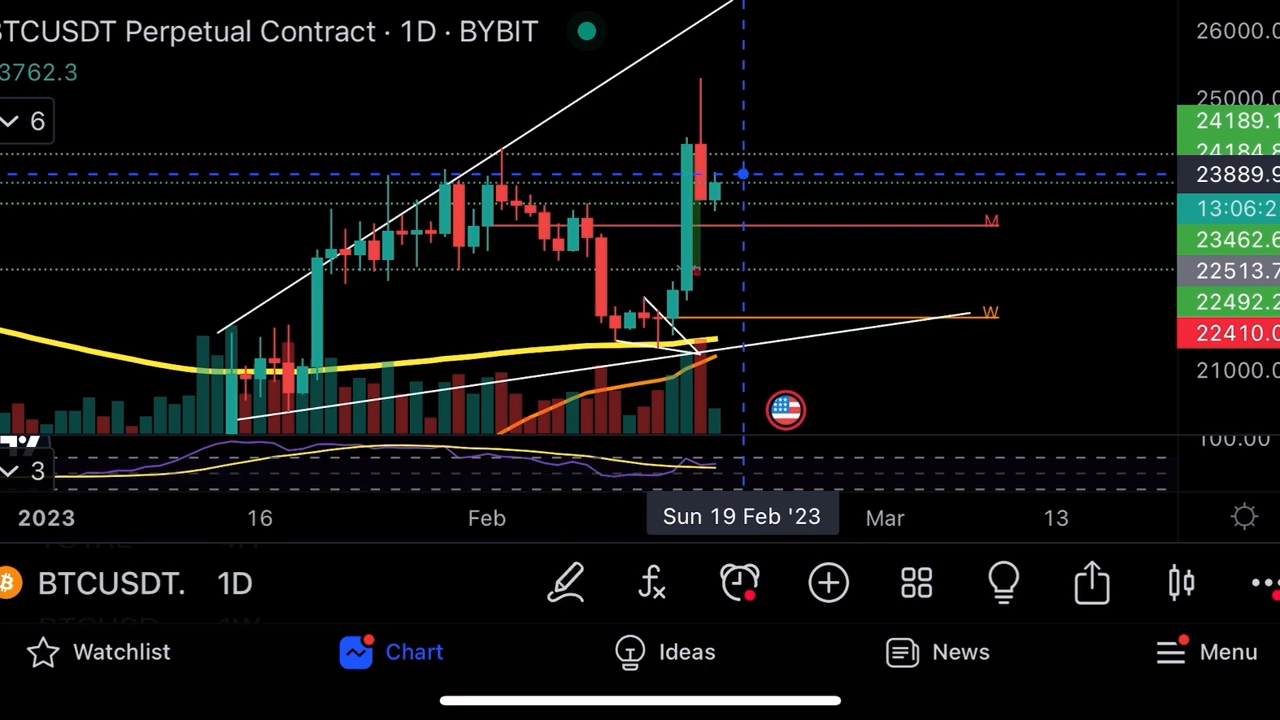 BTCUSDT Perpetual Contract · 1D · BYBIT
3762.3
6
26000.0
25000.0
24189.1
24184.8
23889.9
13:06:2
23462.6
22513.7
22492.2
22410.0
21000.0
M
W
100.00
3
2023 16 Feb Sun 19 Feb '23 Mar 13
BTCUSDT. 1D
Watchlist Chart Ideas News Menu